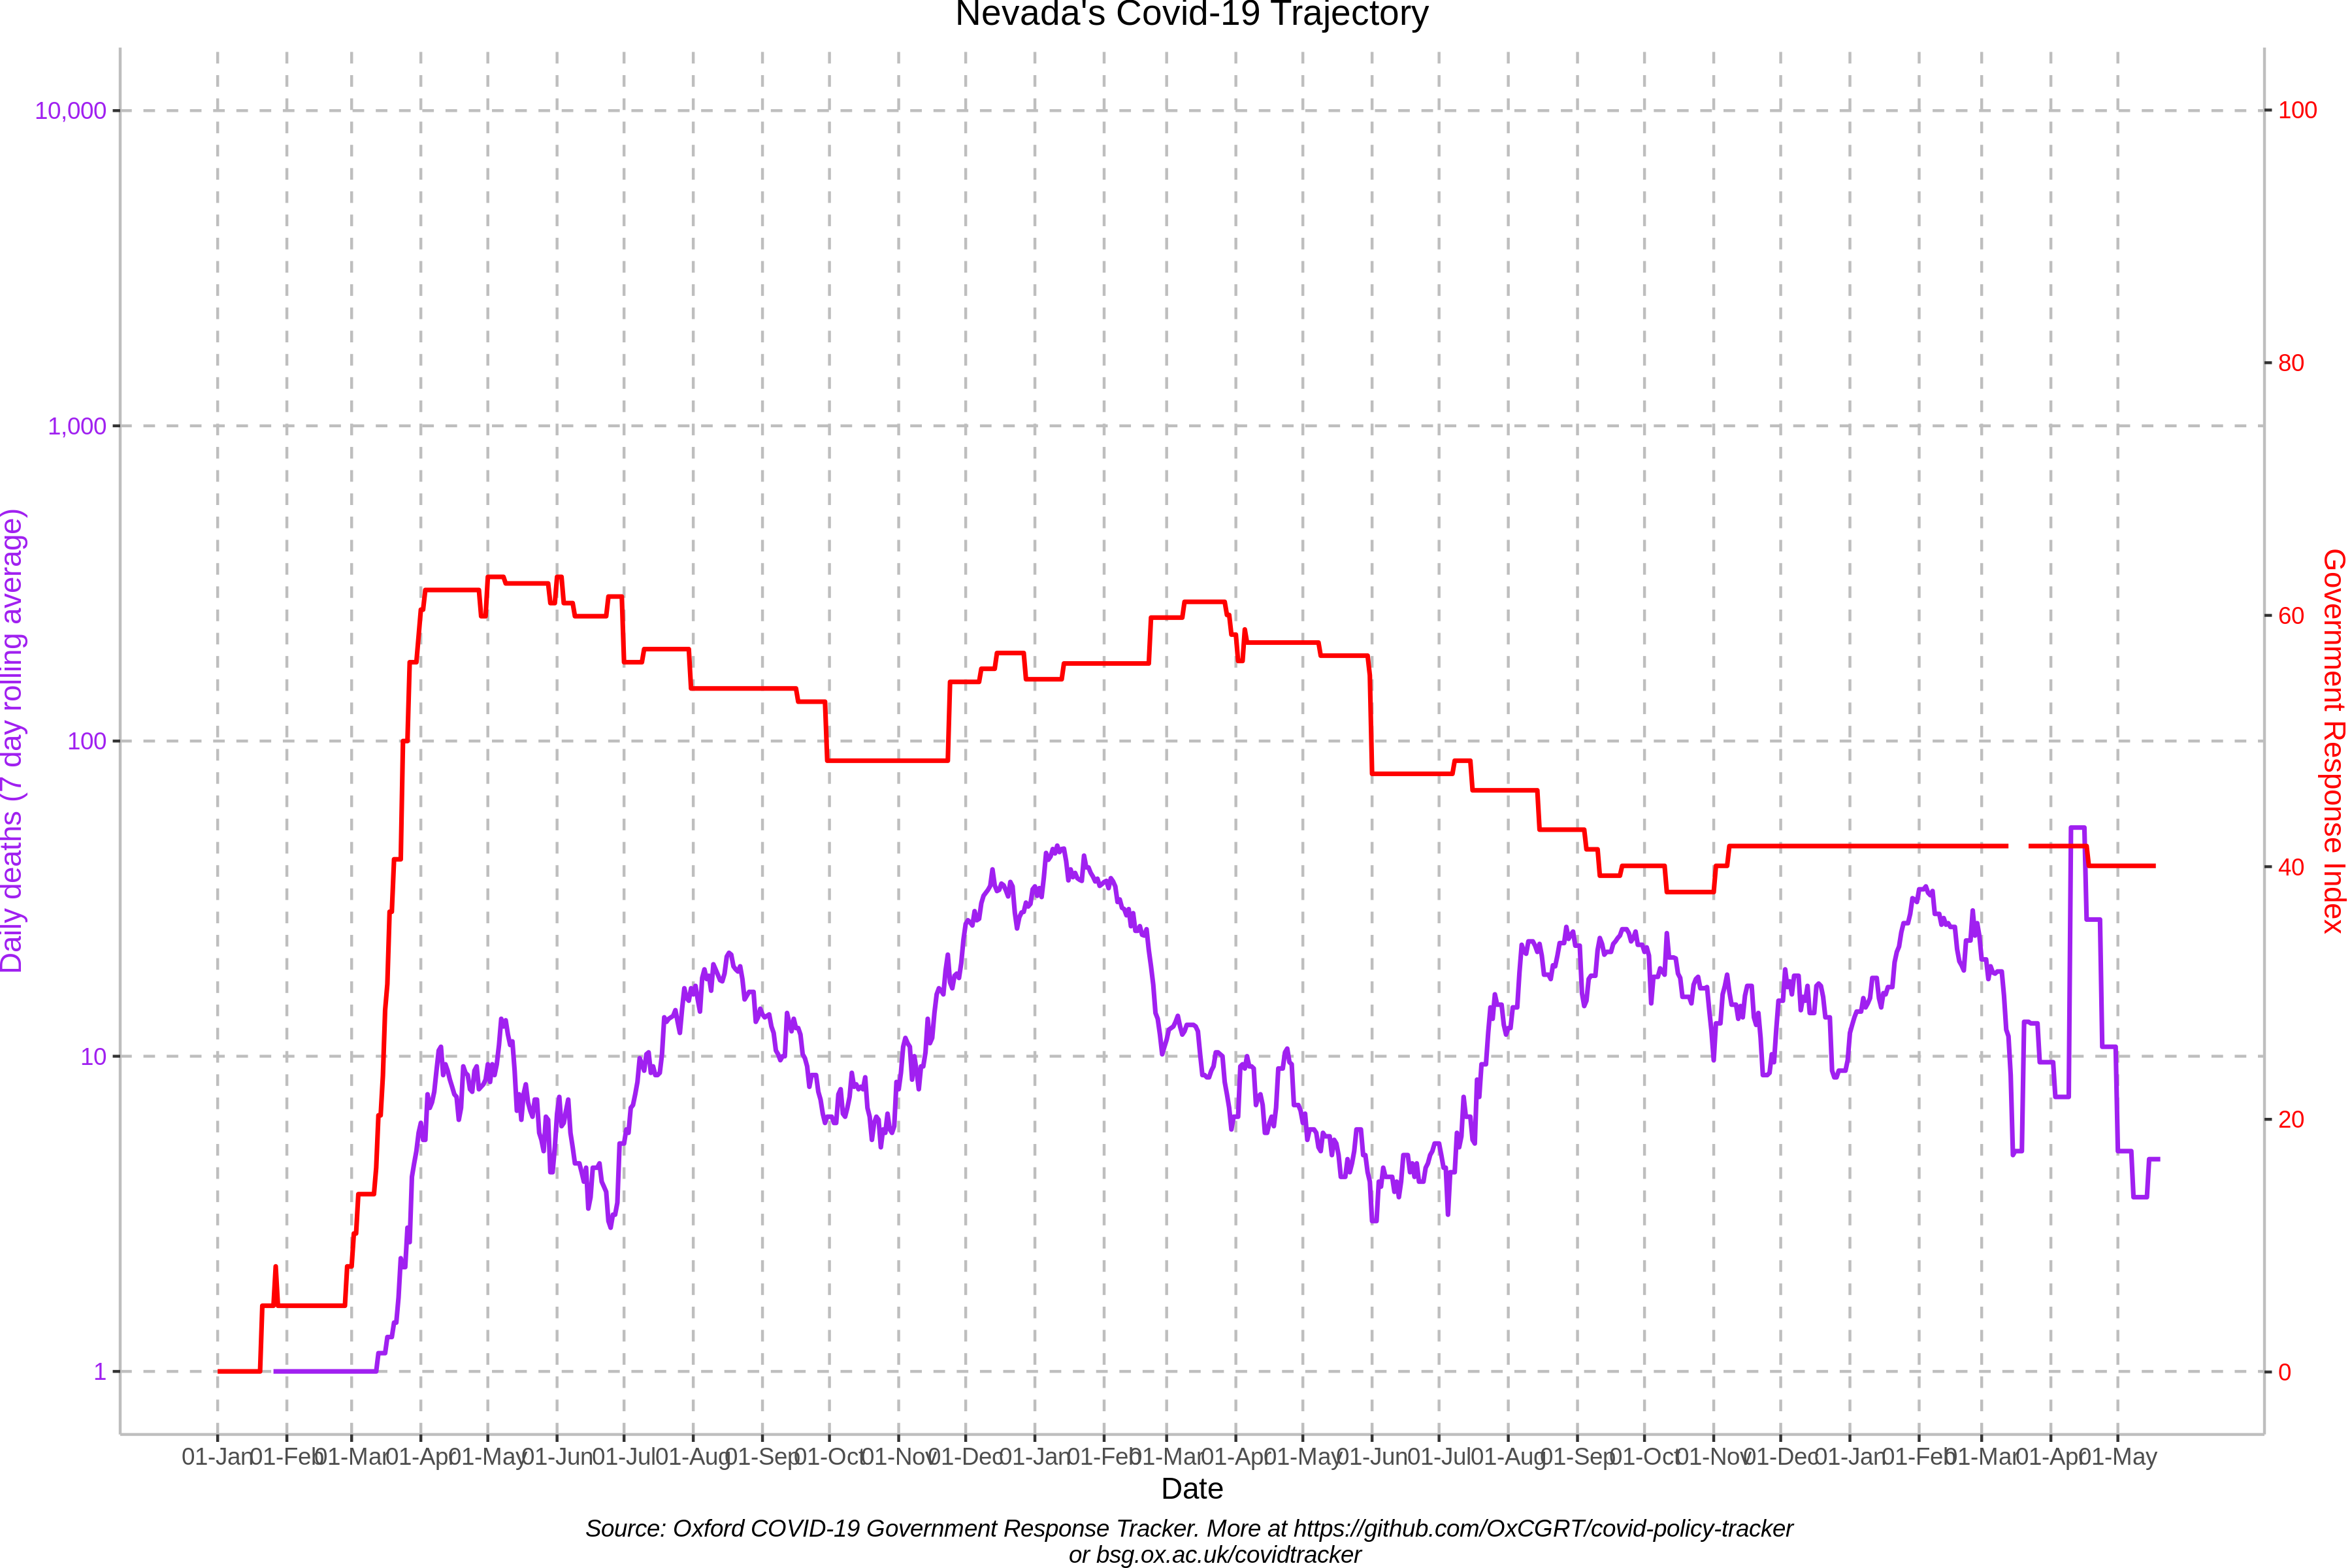 Nevada's Covid-19 Trajectory
10,000
1,000
100
10
1
Daily deaths (7 day rolling average)
100
80
60
40
20
0
Government Response Index
01-Jan 01-Feb 01-Mar 01-Apr 01-May 01-Jun 01-Jul 01-Aug 01-Sep 01-Oct 01-Nov 01-Dec 01-Jan 01-Feb 01-Mar 01-Apr 01-May 01-Jun 01-Jul 01-Aug 01-Sep 01-Oct 01-Nov 01-Dec 01-Jan 01-Feb 01-Mar 01-Apr 01-May
Date
Source: Oxford COVID-19 Government Response Tracker. More at https://github.com/OxCGRT/covid-policy-tracker
or bsg.ox.ac.uk/covidtracker